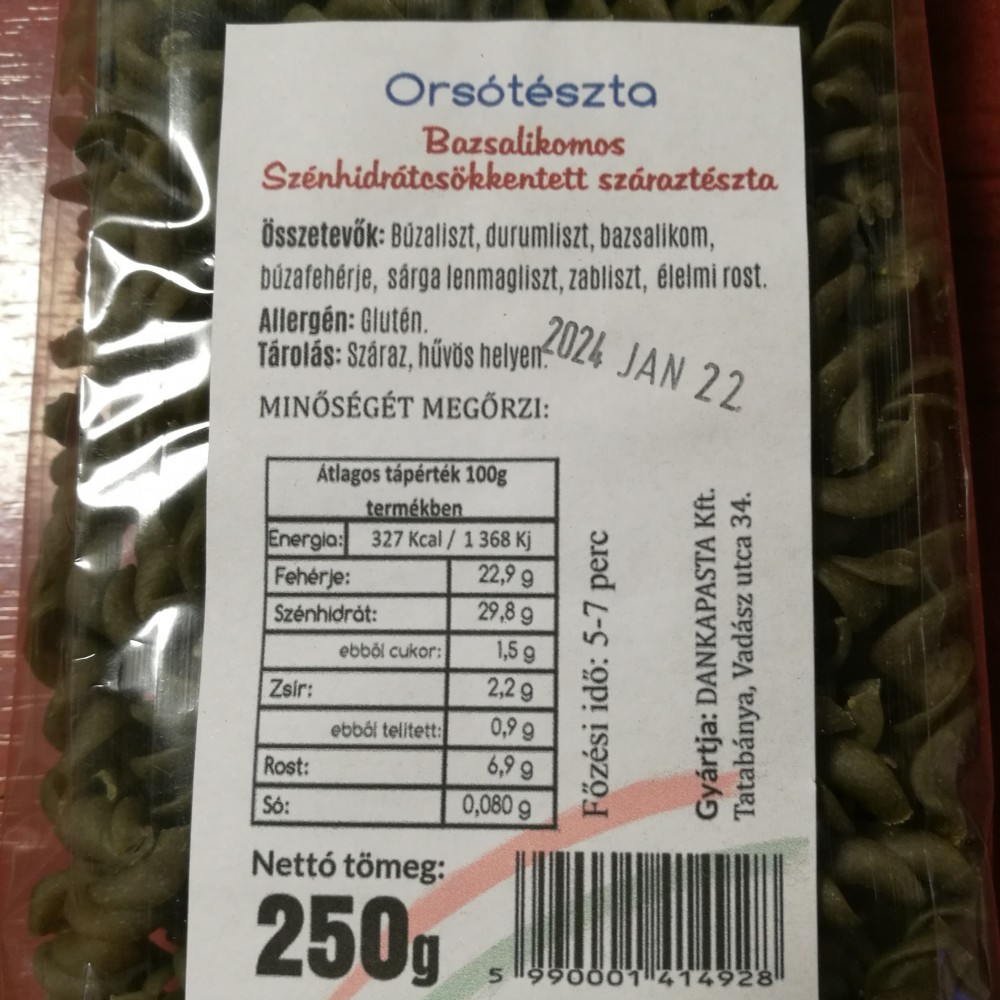 Orsótészta
Bazsalikomos
Szénhidrátcsökkentett száraztészta
Összetevők: Búzaliszt, durumliszt, bazsalikom,
búzafehérje, sárga lenmagliszt, zabliszt, élelmi rost.
Allergén: Glutén.
Tárolás: Száraz, hűvös helyen.
2024 JAN 22
MINŐSÉGÉT MEGŐRZI:
Átlagos tápérték 100g
termékben
Energia: 327 Kcal / 1 368 Kj
Fehérje: 22,9 g
Szénhidrát: 29,8 g
ebből cukor: 1,5 g
Zsír: 2,2 g
ebből telített: 0,9 g
Rost: 6,9 g
Só: 0,080 g
Főzési idő: 5-7 perc
Gyártja: DANKAPASTA Kft.
Tatabánya, Vadász utca 34.
Nettó tömeg:
250g
5 990001 414928